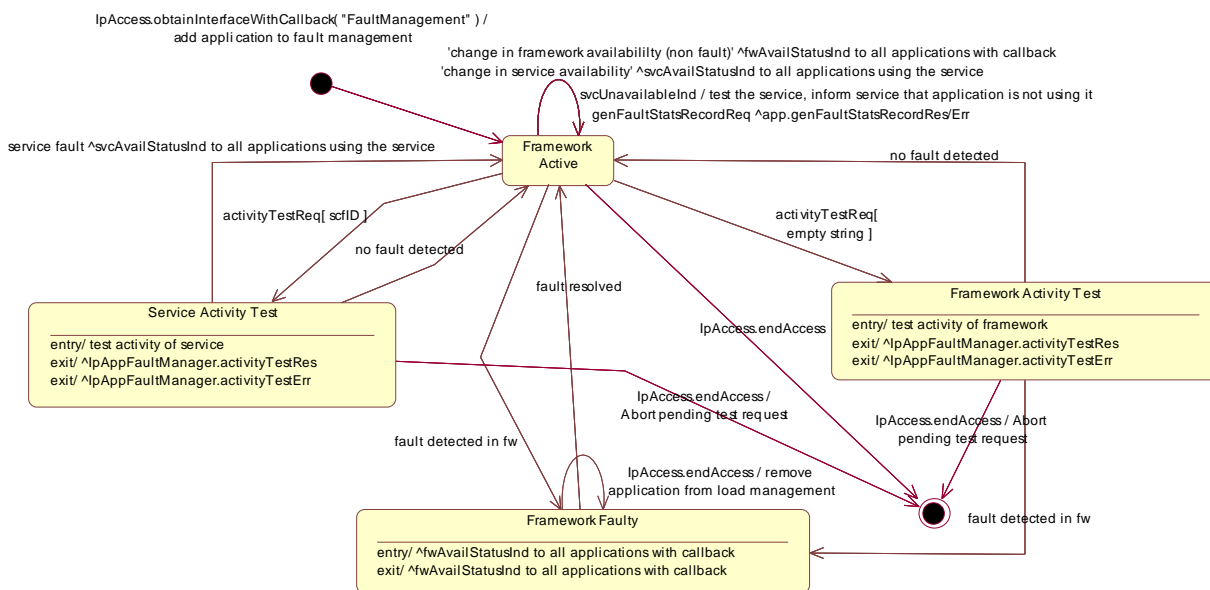 IpAccess.obtainInterfaceWithCallback( "FaultManagement" ) /
add application to fault management
'change in framework availabililty (non fault)' ^fwAvailStatusInd to all applications with callback
'change in service availability' ^svcAvailStatusInd to all applications using the service
svcUnavailableInd / test the service, inform service that application is not using it
genFaultStatsRecordReq ^app.genFaultStatsRecordRes/Err
service fault ^svcAvailStatusInd to all applications using the service
Framework
Active
no fault detected
activityTestReq[ scfID ]
activityTestReq[
empty string ]
no fault detected
fault resolved
Service Activity Test
entry/ test activity of service
exit/ ^IpAppFaultManager.activityTestRes
exit/ ^IpAppFaultManager.activityTestErr
Framework Activity Test
entry/ test activity of framework
exit/ ^IpAppFaultManager.activityTestRes
exit/ ^IpAppFaultManager.activityTestErr
IpAccess.endAccess
IpAccess.endAccess /
Abort pending test request
IpAccess.endAccess / Abort
pending test request
fault detected in fw
IpAccess.endAccess / remove
application from load management
fault detected in fw
Framework Faulty
entry/ ^fwAvailStatusInd to all applications with callback
exit/ ^fwAvailStatusInd to all applications with callback